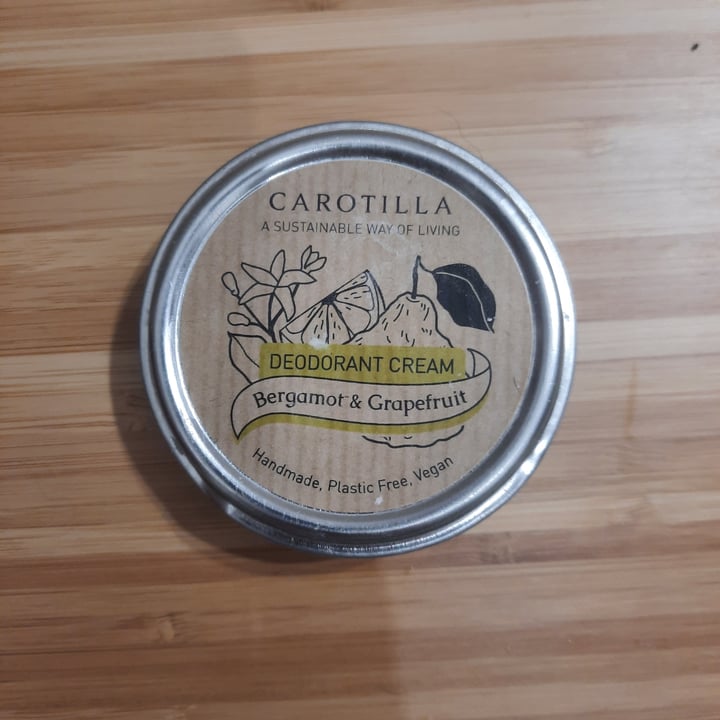 CAROTILLA
A SUSTAINABLE WAY OF LIVING
DEODORANT CREAM
Bergamot & Grapefruit
Handmade, Plastic Free, Vegan